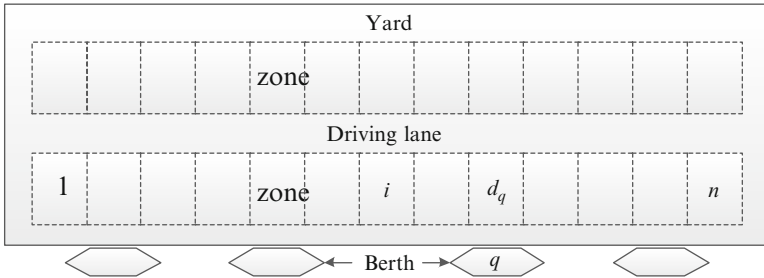 Yard
zone
Driving lane
1 zone i d_q n
Berth q